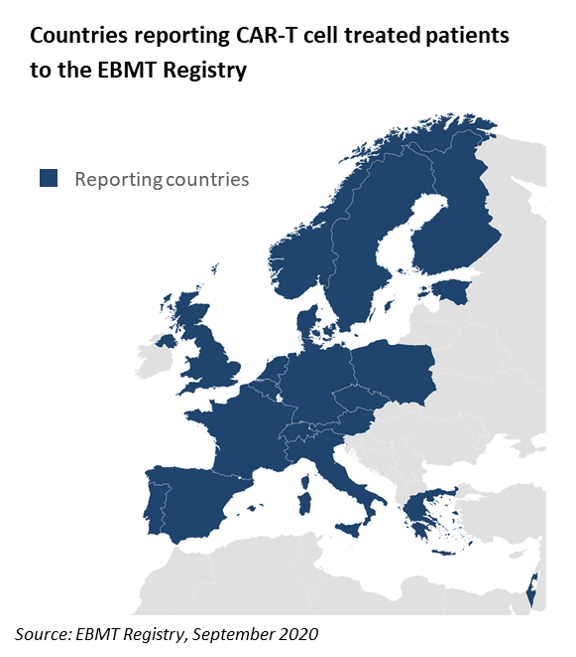 Countries reporting CAR-T cell treated patients
to the EBMT Registry
Reporting countries
Source: EBMT Registry, September 2020